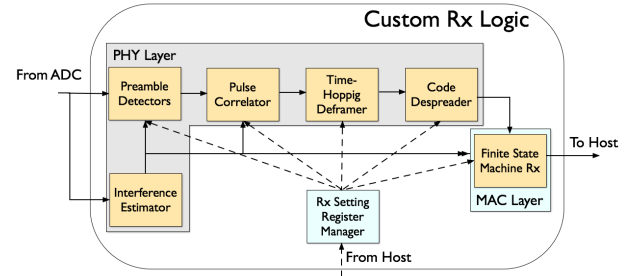 Custom Rx Logic
PHY Layer
From ADC
Preamble
Detectors
Pulse
Correlator
Time-
Hoppig
Deframer
Code
Despreader
To Host
Finite State
Machine Rx
MAC Layer
Interference
Estimator
Rx Setting
Register
Manager
From Host